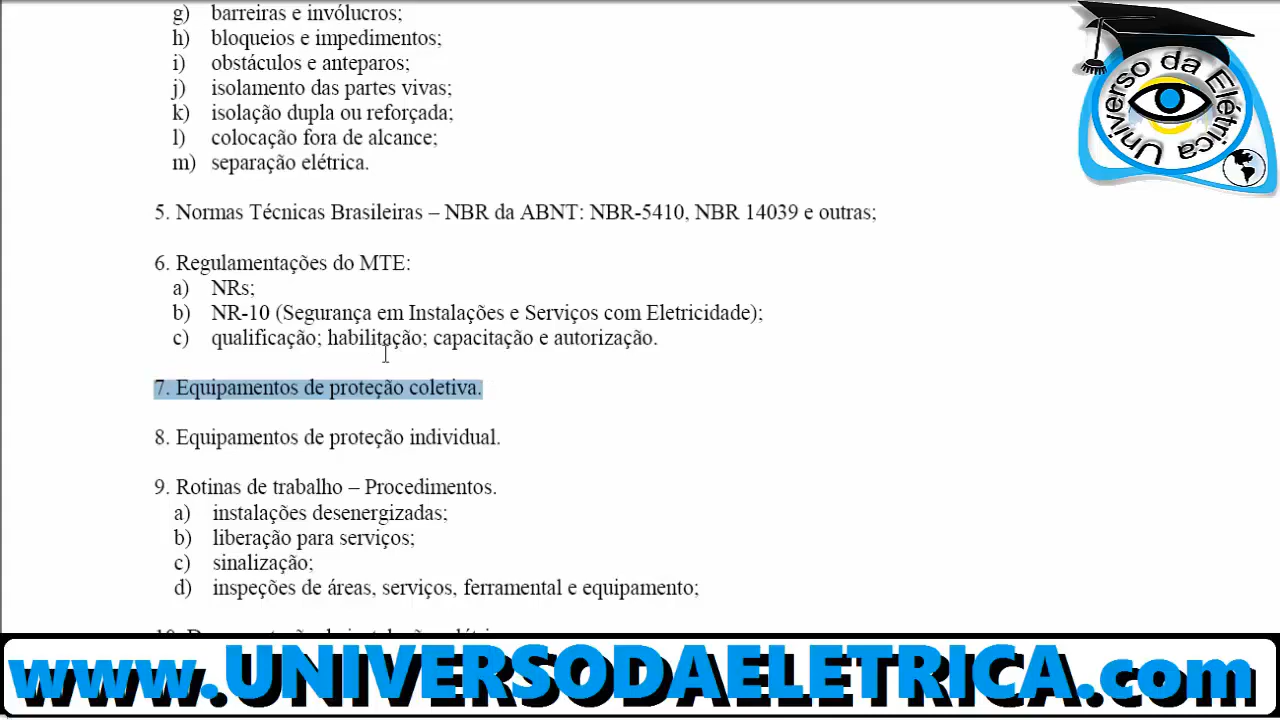 g) barreiras e invólucros;
h) bloqueios e impedimentos;
i) obstáculos e anteparos;
j) isolamento das partes vivas;
k) isolação dupla ou reforçada;
l) colocação fora de alcance;
m) separação elétrica.
5. Normas Técnicas Brasileiras – NBR da ABNT: NBR-5410, NBR 14039 e outras;
6. Regulamentações do MTE:
a) NRs;
b) NR-10 (Segurança em Instalações e Serviços com Eletricidade);
c) qualificação; habilitação; capacitação e autorização.
7. Equipamentos de proteção coletiva.
8. Equipamentos de proteção individual.
9. Rotinas de trabalho – Procedimentos.
a) instalações desenergizadas;
b) liberação para serviços;
c) sinalização;
d) inspeções de áreas, serviços, ferramental e equipamento;
Universo da Elétrica
www.UNIVERSODAELETRICA.com